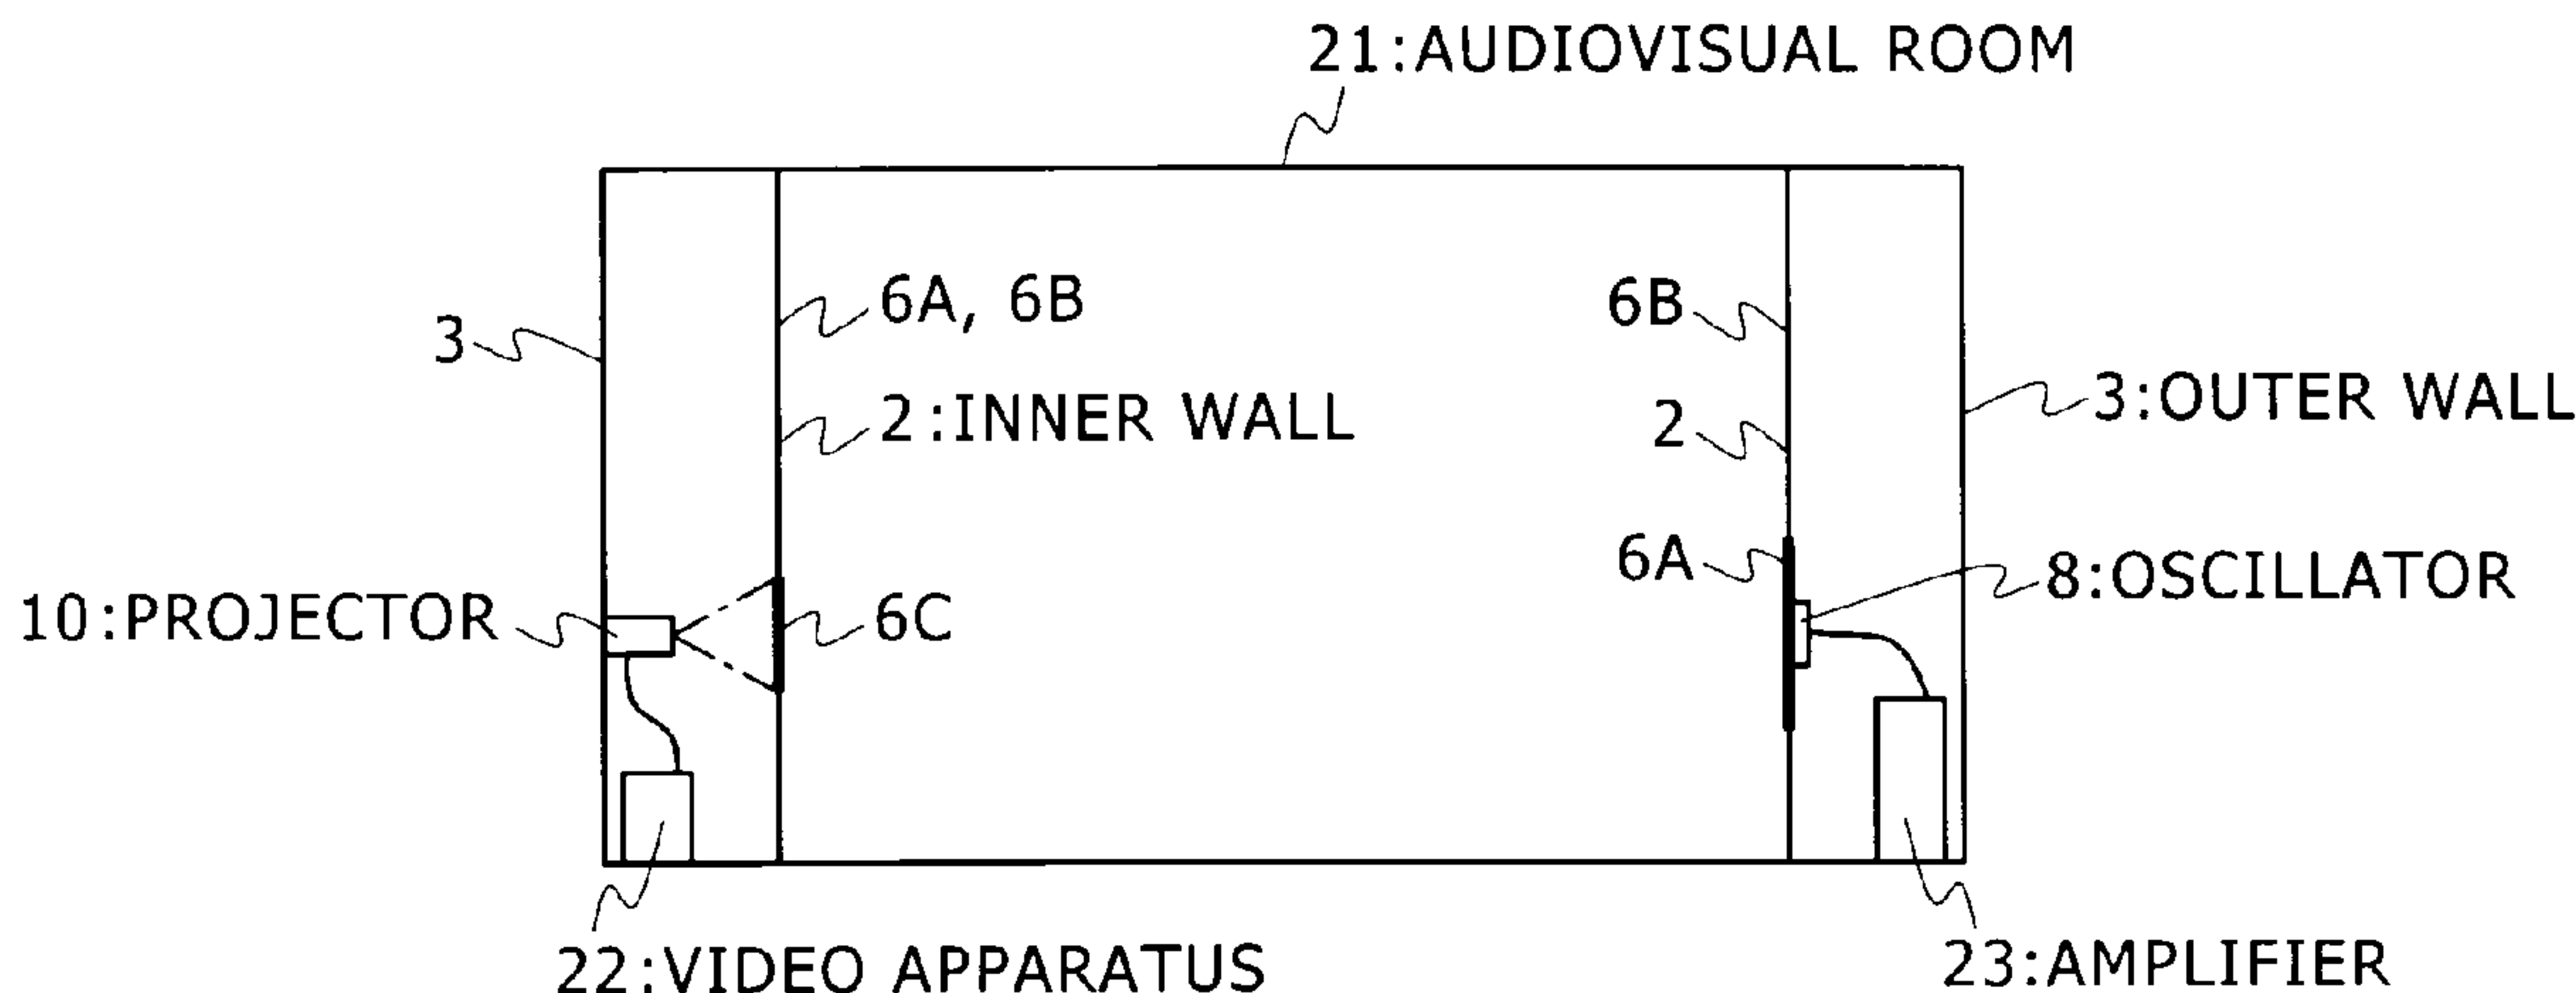 21:AUDIOVISUAL ROOM
6A, 6B
6B
3
2:INNER WALL
2
3:OUTER WALL
6A
8:OSCILLATOR
10:PROJECTOR
6C
22:VIDEO APPARATUS
23:AMPLIFIER